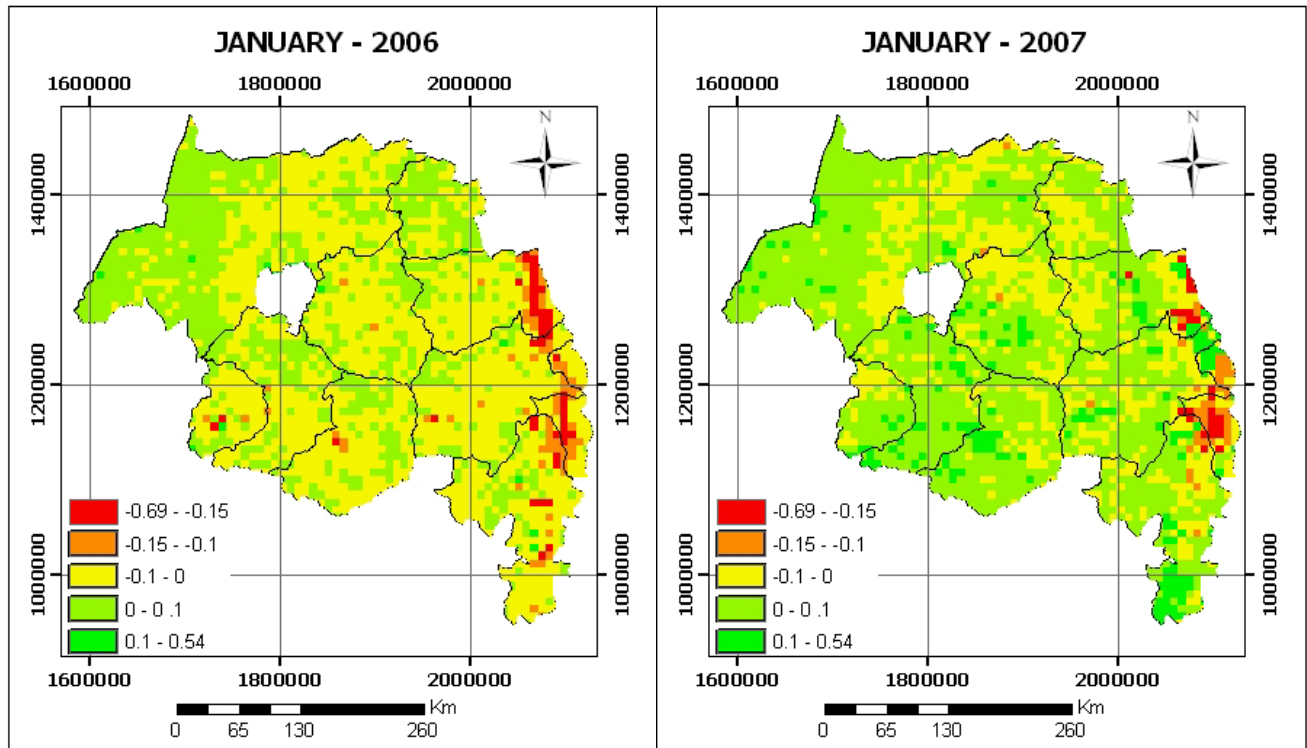 JANUARY - 2006
1600000 1800000 2000000
N
1400000 1400000
1200000 1200000
-0.69 - -0.15
-0.15 - -0.1
-0.1 - 0
1000000 1000000
0 - 0 .1
0.1 - 0.54
1600000 1800000 2000000
Km
0 65 130 260
JANUARY - 2007
1600000 1800000 2000000
N
1400000 1400000
1200000 1200000
-0.69 - -0.15
-0.15 - -0.1
-0.1 - 0
1000000 1000000
0 - 0 .1
0.1 - 0.54
1600000 1800000 2000000
Km
0 65 130 260